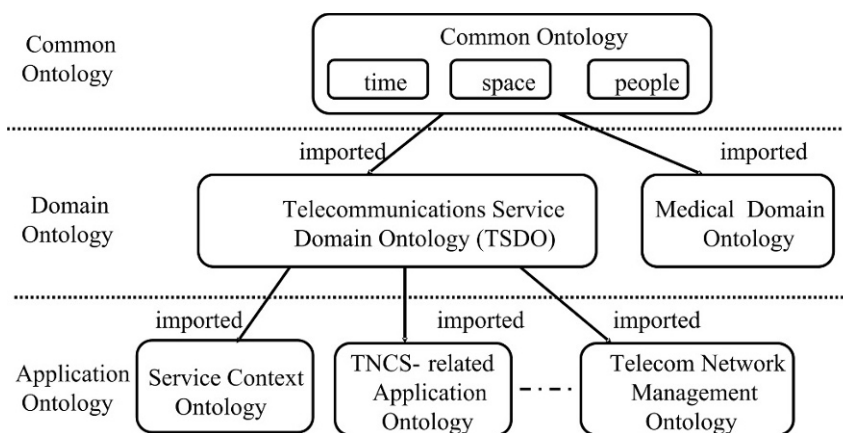 Common
Ontology
Common Ontology
time
space
people
imported
imported
Domain
Ontology
Telecommunications Service
Domain Ontology (TSDO)
Medical Domain
Ontology
imported
imported
imported
Application
Ontology
Service Context
Ontology
TNCS- related
Application
Ontology
Telecom Network
Management
Ontology